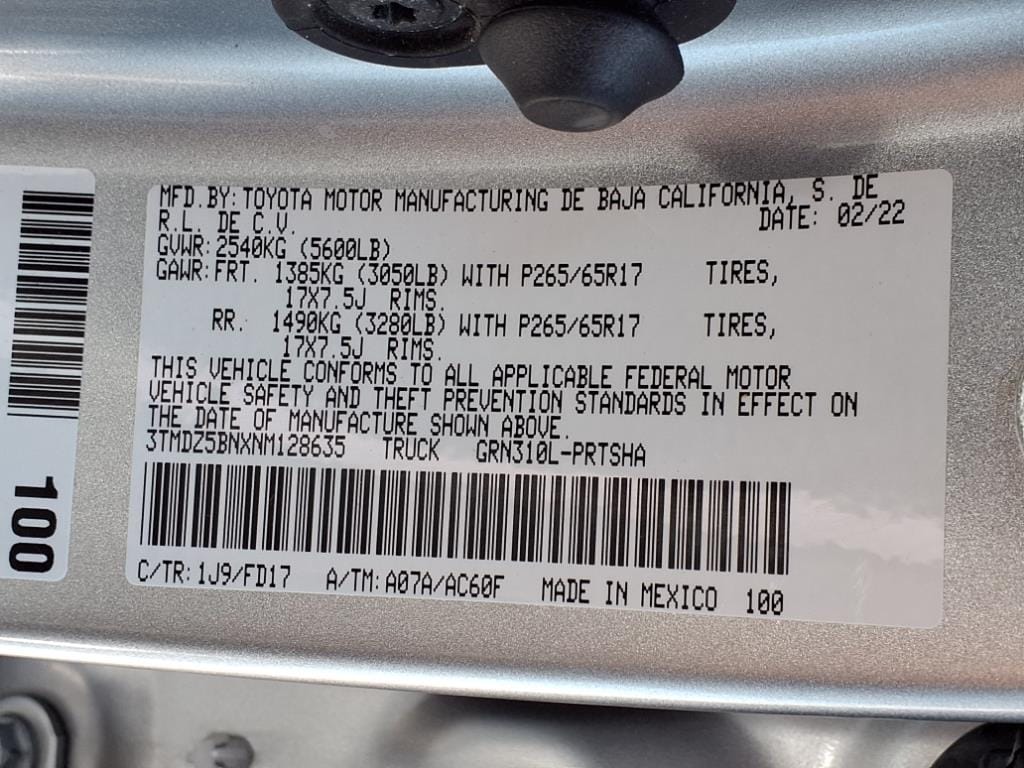 MFD.BY:TOYOTA MOTOR MANUFACTURING DE BAJA CALIFORNIA, S. DE
R.L. DE C.V. DATE: 02/22
GVWR:2540KG (5600LB)
GAWR:FRT. 1385KG (3050LB) WITH P265/65R17 TIRES,
17X7.5J RIMS.
RR. 1490KG (3280LB) WITH P265/65R17 TIRES,
17X7.5J RIMS.
THIS VEHICLE CONFORMS TO ALL APPLICABLE FEDERAL MOTOR
VEHICLE SAFETY AND THEFT PREVENTION STANDARDS IN EFFECT ON
THE DATE OF MANUFACTURE SHOWN ABOVE.
3TMDZ5BNXNM128635 TRUCK GRN310L-PRTSHA
C/TR:1J9/FD17 A/TM:A07A/AC60F MADE IN MEXICO 100
100